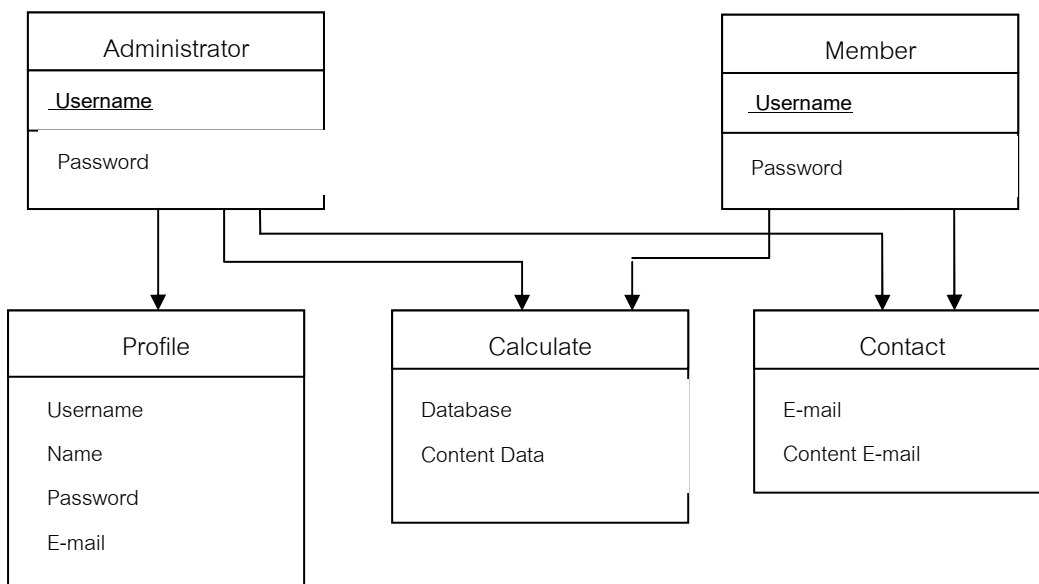 Administrator
Username
Password
Member
Username
Password
Profile
Username
Name
Password
E-mail
Calculate
Database
Content Data
Contact
E-mail
Content E-mail